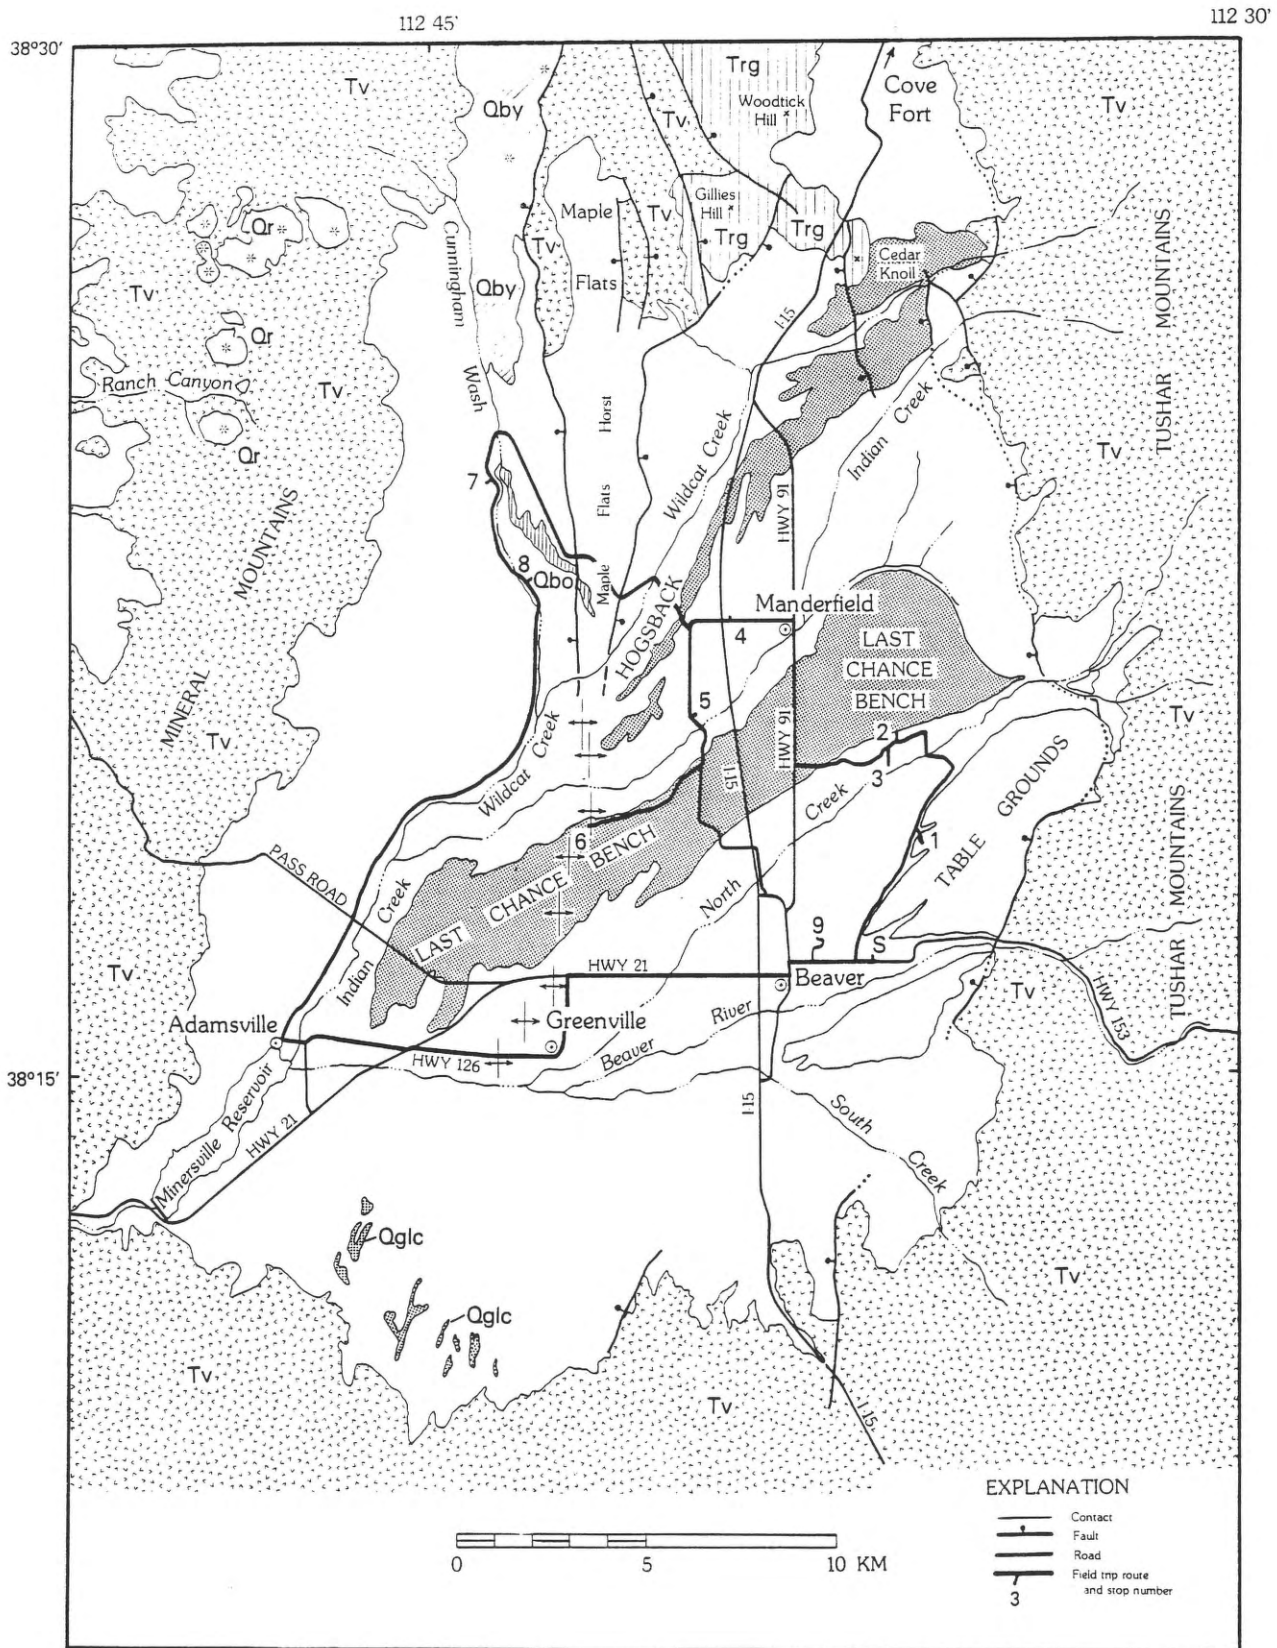 112 45'
112 30'
38°30'
Tv
Qby
Trg
Woodtick
Hill
Cove
Fort
Tv
Tv
Maple
Flats
Tv
Gillies
Hill
Trg
Trg
Cedar
Knoll
Qr
Tv
Cunningham
Wash
Qby
Tv
I-15
TUSHAR MOUNTAINS
Tv
Qr
Ranch Canyon
Tv
Qr
Horst
Flats
Maple
Wildcat Creek
Indian Creek
HWY 91
Tv
7
MINERAL MOUNTAINS
8
Qbo
HOGSBACK
Manderfield
4
LAST
CHANCE
BENCH
5
HWY 91
I-15
2
3
Tv
Tv
Wildcat Creek
North Creek
TABLE GROUNDS
1
6
LAST CHANCE BENCH
PASS ROAD
Indian Creek
TUSHAR MOUNTAINS
9
S
Tv
HWY 21
Beaver
HWY 153
Tv
Adamsville
Greenville
Beaver River
HWY 126
38°15'
Minersville Reservoir
HWY 21
I-15
South Creek
Qglc
Qglc
Tv
Tv
Tv
I-15
EXPLANATION
Contact
Fault
Road
Field trip route
and stop number
3
0 5 10 KM